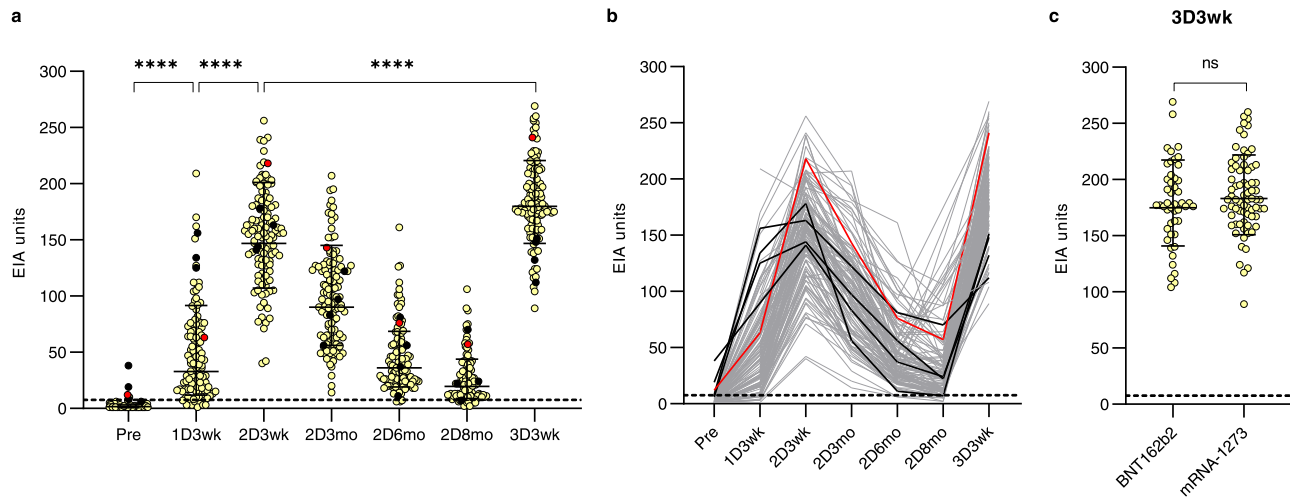 a
EIA units
300
250
200
150
100
50
0
****
****
****
Pre
1D3wk
2D3wk
2D3mo
2D6mo
2D8mo
3D3wk
b
EIA units
300
250
200
150
100
50
0
Pre
1D3wk
2D3wk
2D3mo
2D6mo
2D8mo
3D3wk
c
3D3wk
EIA units
300
250
200
150
100
50
0
ns
BNT162b2
mRNA-1273